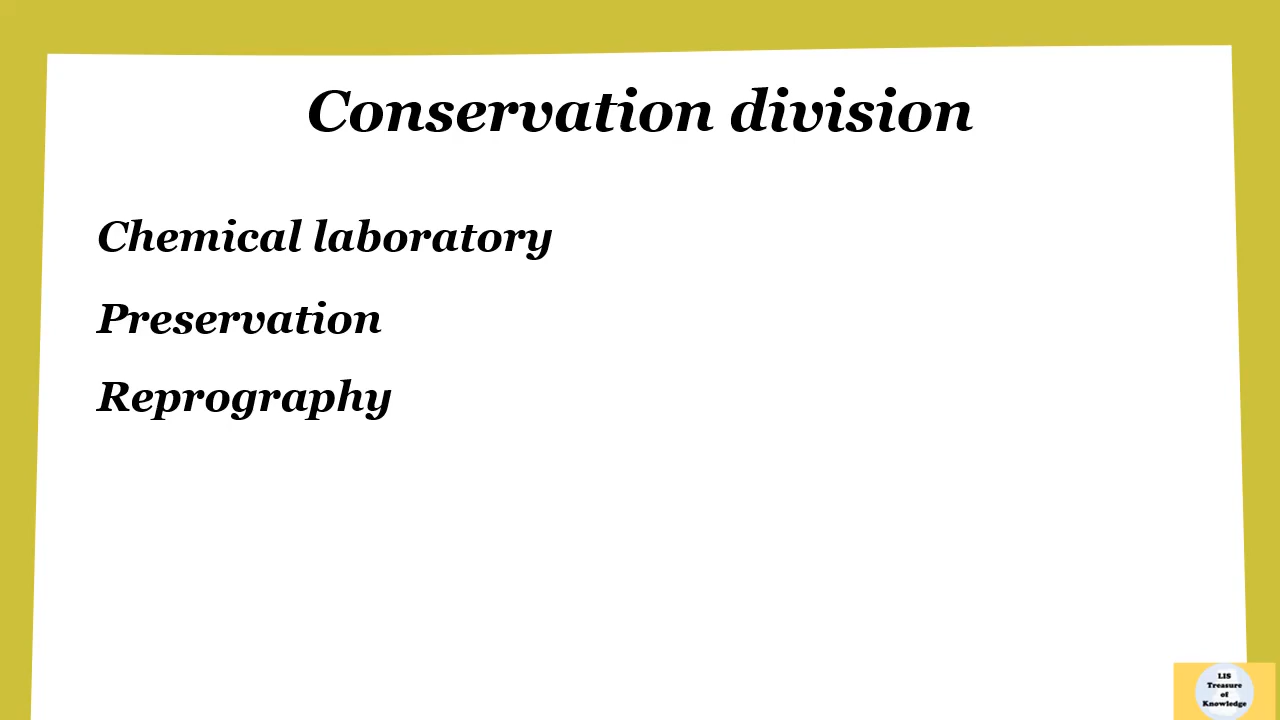 Conservation division
Chemical laboratory
Preservation
Reprography
LIS
Treasure
of
Knowledge